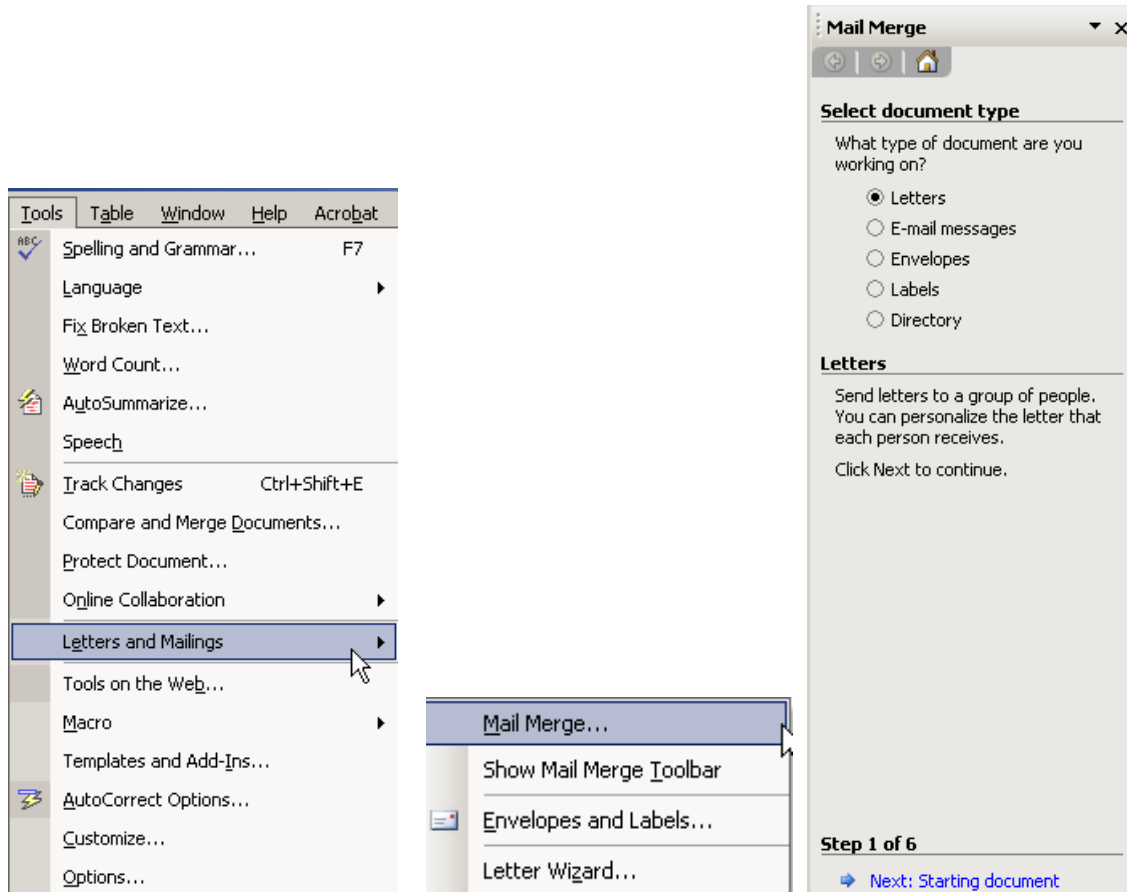 Tools Table Window Help Acrobat
ABC
Spelling and Grammar... F7
Language
Fix Broken Text...
Word Count...
AutoSummarize...
Speech
Track Changes Ctrl+Shift+E
Compare and Merge Documents...
Protect Document...
Online Collaboration
Letters and Mailings
Tools on the Web...
Macro
Templates and Add-Ins...
AutoCorrect Options...
Customize...
Options...
Mail Merge...
Show Mail Merge Toolbar
Envelopes and Labels...
Letter Wizard...
Mail Merge
Select document type
What type of document are you
working on?
Letters
E-mail messages
Envelopes
Labels
Directory
Letters
Send letters to a group of people.
You can personalize the letter that
each person receives.
Click Next to continue.
Step 1 of 6
Next: Starting document